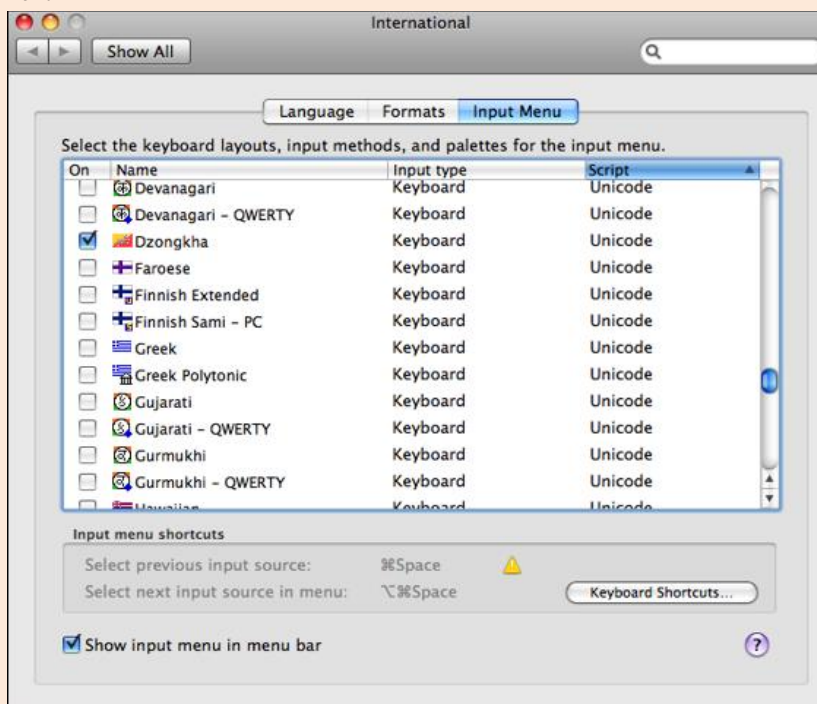 International
Show All
Language Formats Input Menu
Select the keyboard layouts, input methods, and palettes for the input menu.
On Name Input type Script
Devanagari Keyboard Unicode
Devanagari – QWERTY Keyboard Unicode
Dzongkha Keyboard Unicode
Faroese Keyboard Unicode
Finnish Extended Keyboard Unicode
Finnish Sami – PC Keyboard Unicode
Greek Keyboard Unicode
Greek Polytonic Keyboard Unicode
Gujarati Keyboard Unicode
Gujarati – QWERTY Keyboard Unicode
Gurmukhi Keyboard Unicode
Gurmukhi – QWERTY Keyboard Unicode
Hawaiian Keyboard Unicode
Input menu shortcuts
Select previous input source: ⌘Space
Select next input source in menu: ⌥⌘Space Keyboard Shortcuts...
Show input menu in menu bar ?